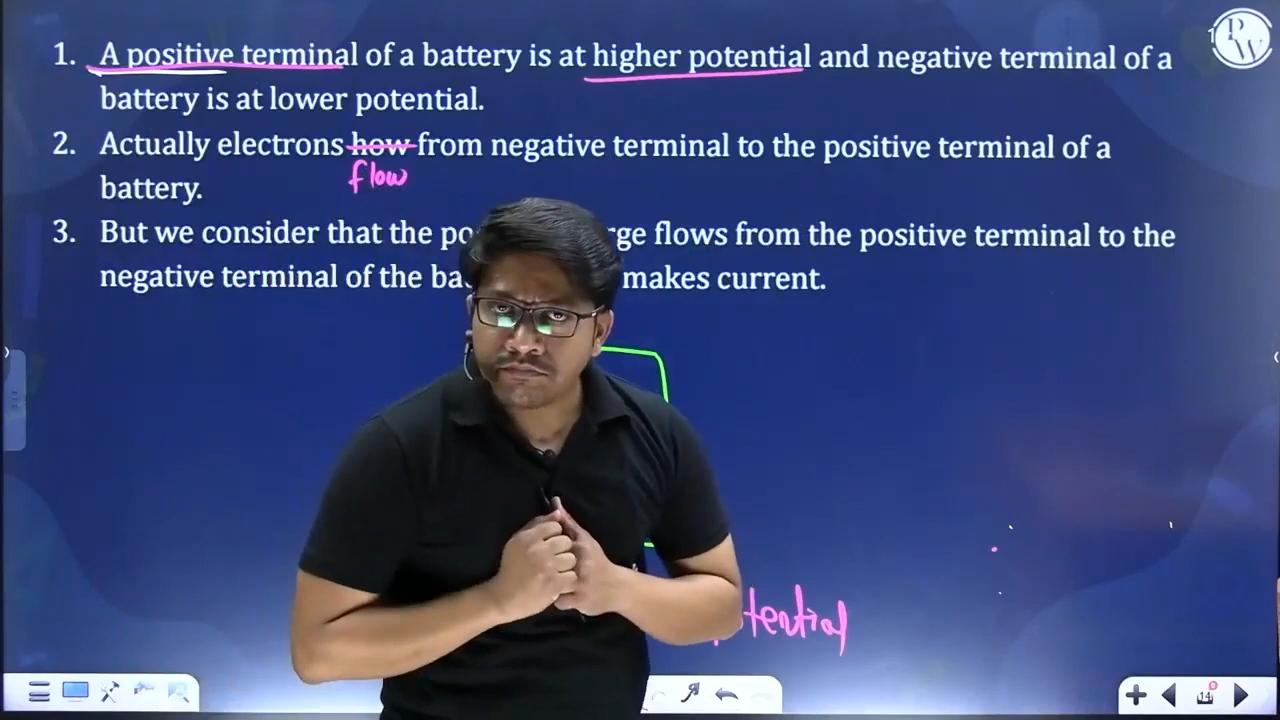 1. A positive terminal of a battery is at higher potential and negative terminal of a
battery is at lower potential.
2. Actually electrons how from negative terminal to the positive terminal of a
flow
battery.
3. But we consider that the po rge flows from the positive terminal to the
negative terminal of the ba makes current.
tential
14
PW